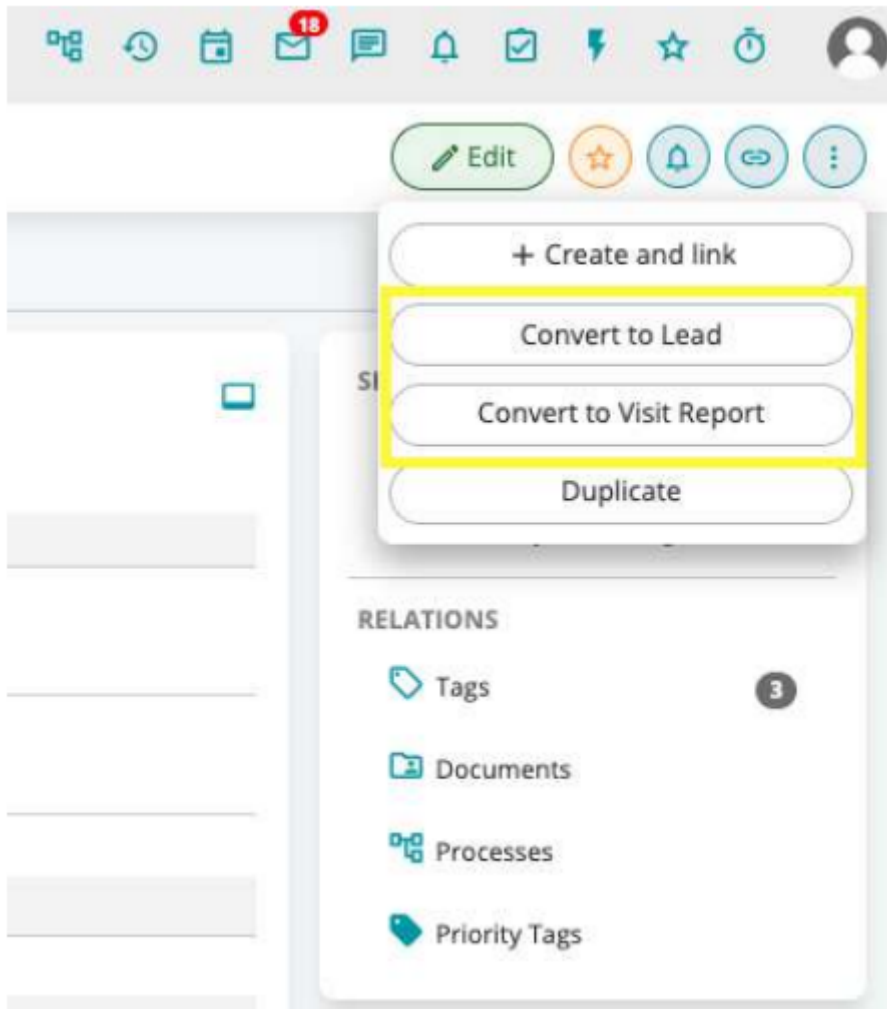 18
Edit
+ Create and link
Convert to Lead
SI
Convert to Visit Report
Duplicate
RELATIONS
Tags 3
Documents
Processes
Priority Tags